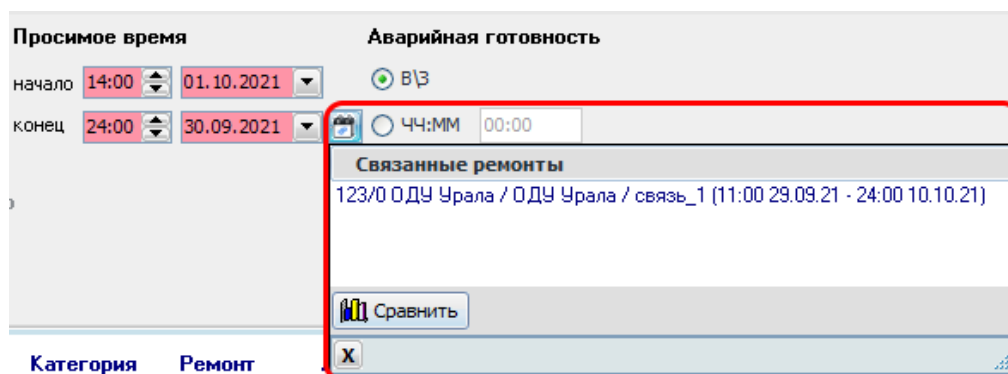 Просимое время Аварийная готовность
начало 14:00 01.10.2021 В\З
конец 24:00 30.09.2021 ЧЧ:ММ 00:00
Связанные ремонты
123/0 ОДУ Урала / ОДУ Урала / связь_1 (11:00 29.09.21 - 24:00 10.10.21)
Сравнить
X
Категория Ремонт